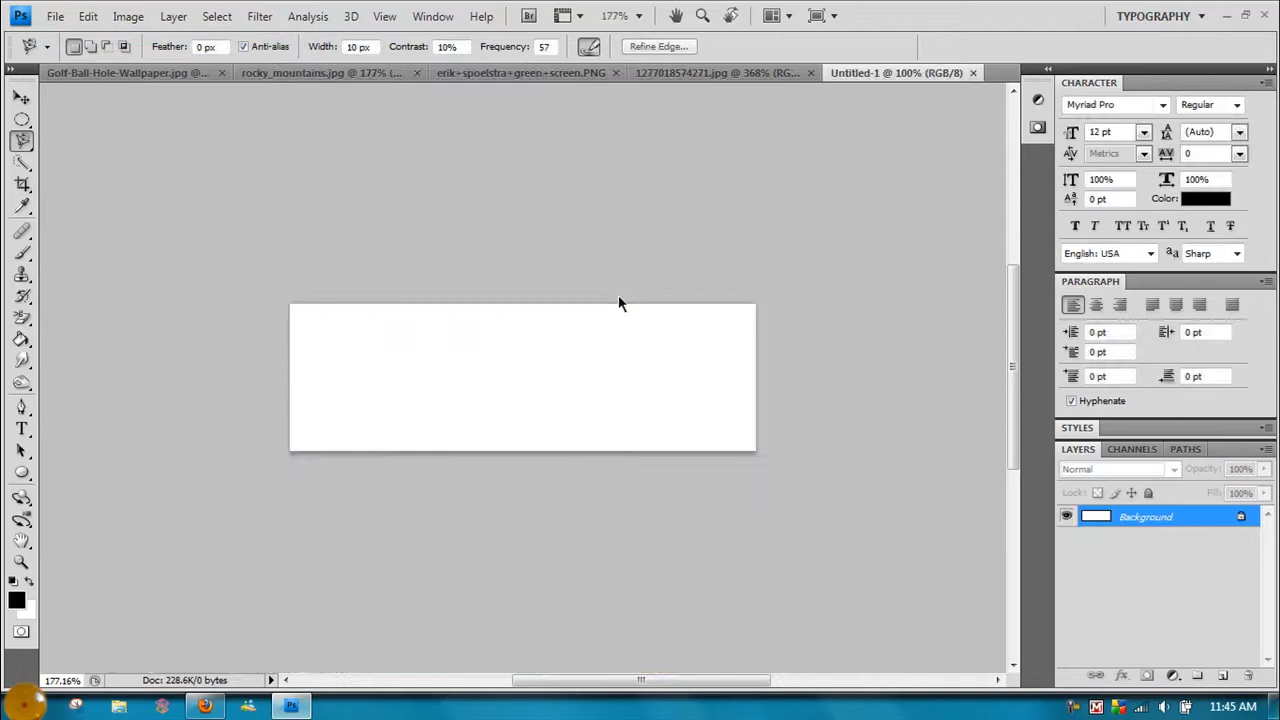 Ps File Edit Image Layer Select Filter Analysis 3D View Window Help Br 177% TYPOGRAPHY
Feather: 0 px Anti-alias Width: 10 px Contrast: 10% Frequency: 57 Refine Edge...
Golf-Ball-Hole-Wallpaper.jpg @... rocky_mountains.jpg @ 177% (... erik+spoelstra+green+screen.PNG 1277018574271.jpg @ 368% (RG... Untitled-1 @ 100% (RGB/8)
CHARACTER
Myriad Pro Regular
12 pt (Auto)
Metrics 0
100% 100%
0 pt Color:
English: USA Sharp
PARAGRAPH
0 pt 0 pt
0 pt
0 pt 0 pt
Hyphenate
STYLES
LAYERS CHANNELS PATHS
Normal Opacity: 100%
Lock: Fill: 100%
Background
177.16% Doc: 228.6K/0 bytes
Ps 11:45 AM